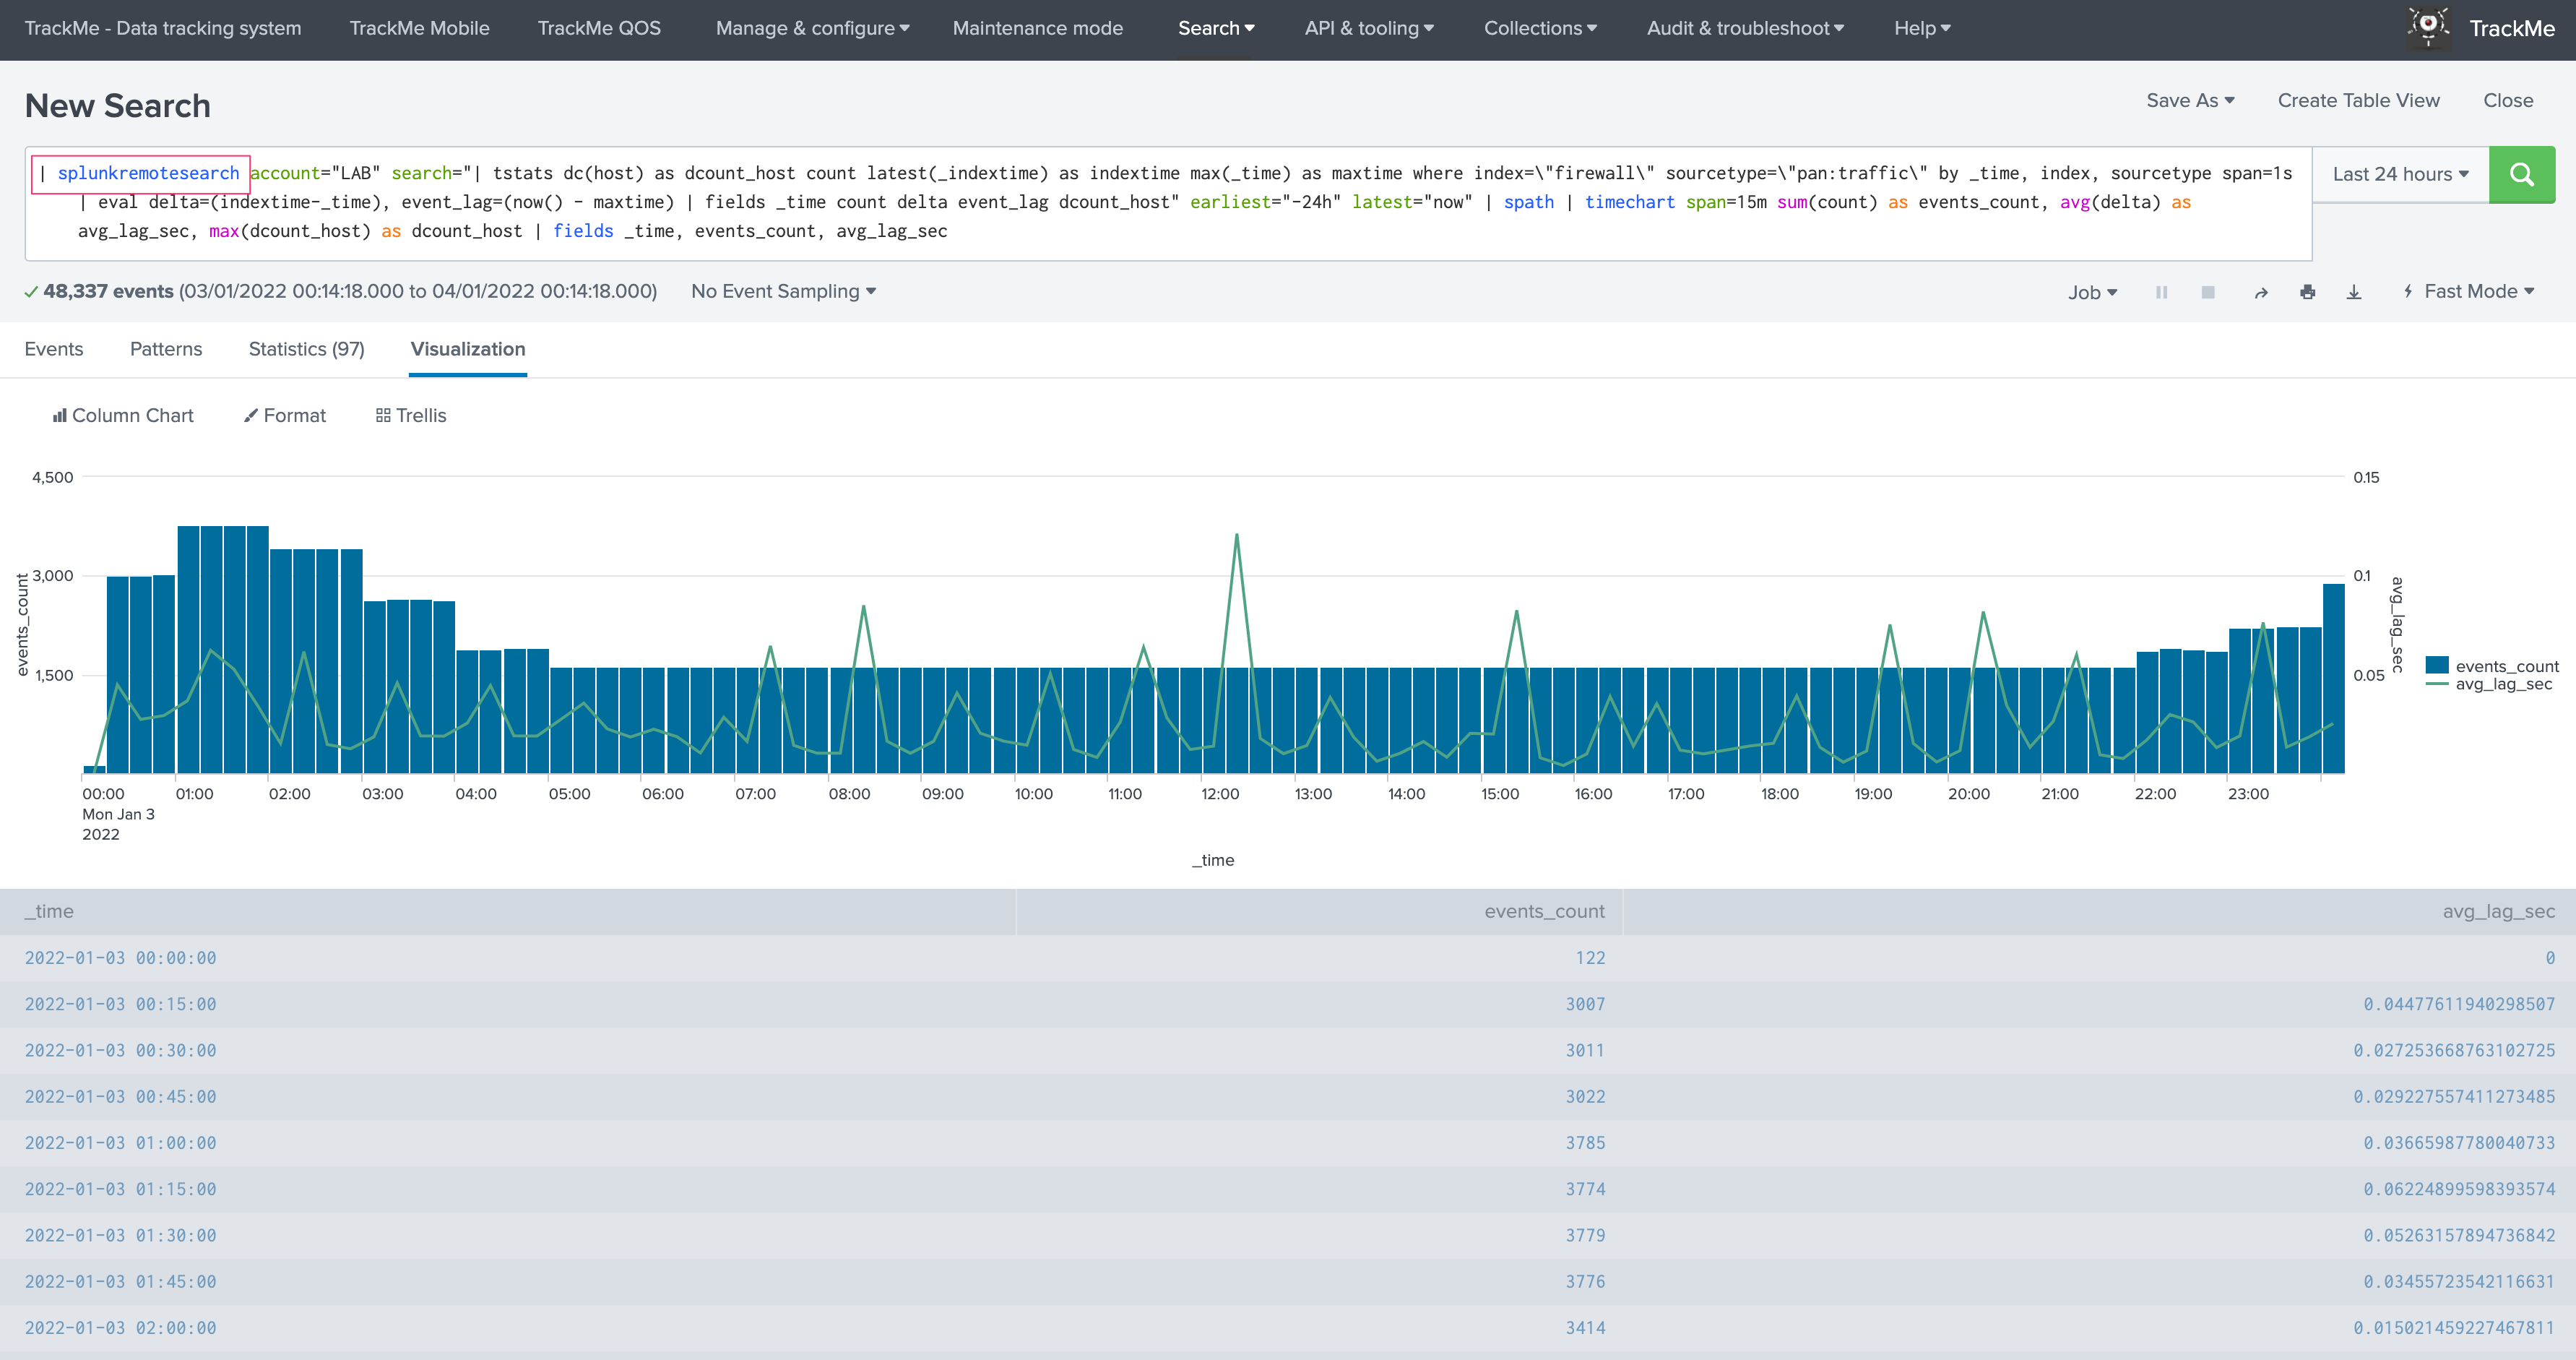 TrackMe - Data tracking system TrackMe Mobile TrackMe QOS Manage & configure Maintenance mode Search API & tooling Collections Audit & troubleshoot Help TrackMe
New Search
Save As Create Table View Close
| splunkremotesearch account="LAB" search="| tstats dc(host) as dcount_host count latest(_indextime) as indextime max(_time) as maxtime where index=\"firewall\" sourcetype=\"pan:traffic\" by _time, index, sourcetype span=1s
| eval delta=(indextime-_time), event_lag=(now() - maxtime) | fields _time count delta event_lag dcount_host" earliest="-24h" latest="now" | spath | timechart span=15m sum(count) as events_count, avg(delta) as
avg_lag_sec, max(dcount_host) as dcount_host | fields _time, events_count, avg_lag_sec
Last 24 hours
48,337 events (03/01/2022 00:14:18.000 to 04/01/2022 00:14:18.000) No Event Sampling
Job Fast Mode
Events Patterns Statistics (97) Visualization
Column Chart Format Trellis
4,500
3,000
1,500
events_count
0.15
0.1
0.05
avg_lag_sec
events_count
avg_lag_sec
00:00 01:00 02:00 03:00 04:00 05:00 06:00 07:00 08:00 09:00 10:00 11:00 12:00 13:00 14:00 15:00 16:00 17:00 18:00 19:00 20:00 21:00 22:00 23:00
Mon Jan 3
2022
_time
_time events_count avg_lag_sec
2022-01-03 00:00:00 122 0
2022-01-03 00:15:00 3007 0.04477611940298507
2022-01-03 00:30:00 3011 0.027253668763102725
2022-01-03 00:45:00 3022 0.029227557411273485
2022-01-03 01:00:00 3785 0.03665987780040733
2022-01-03 01:15:00 3774 0.06224899598393574
2022-01-03 01:30:00 3779 0.05263157894736842
2022-01-03 01:45:00 3776 0.03455723542116631
2022-01-03 02:00:00 3414 0.015021459227467811